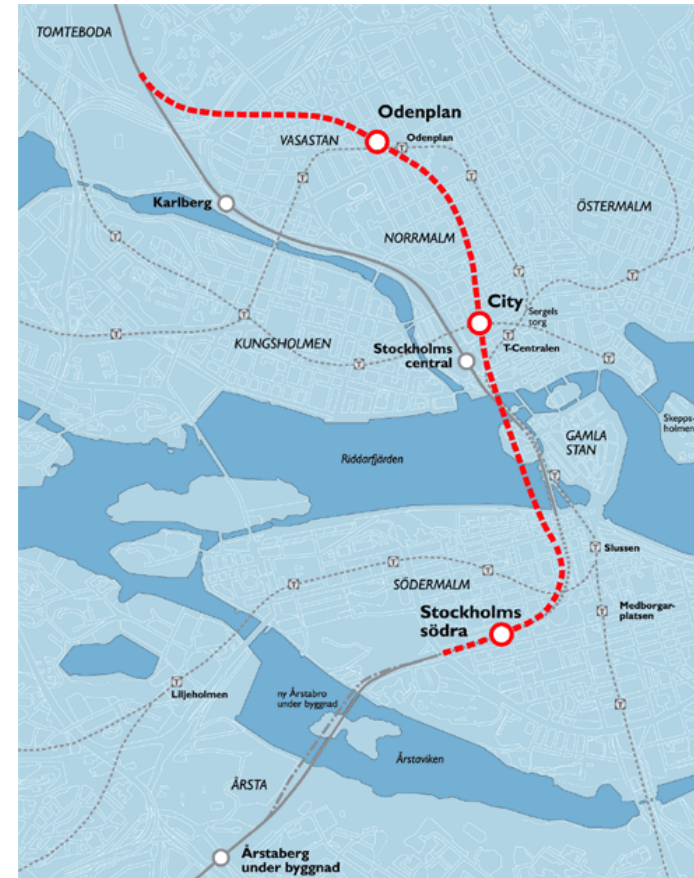 TOMTEBODA
Odenplan
VASASTAN
Odenplan
Karlberg
ÖSTERMALM
NORRMALM
City
Sergels
torg
KUNGSHOLMEN
T-Centralen
Stockholms
central
Skepps-
holmen
GAMLA
STAN
Riddarfjärden
Slussen
SÖDERMALM
Stockholms
södra
Medborgar-
platsen
Liljeholmen
ny Årstabro
under byggnad
Årstaviken
ÅRSTA
Årstaberg
under byggnad